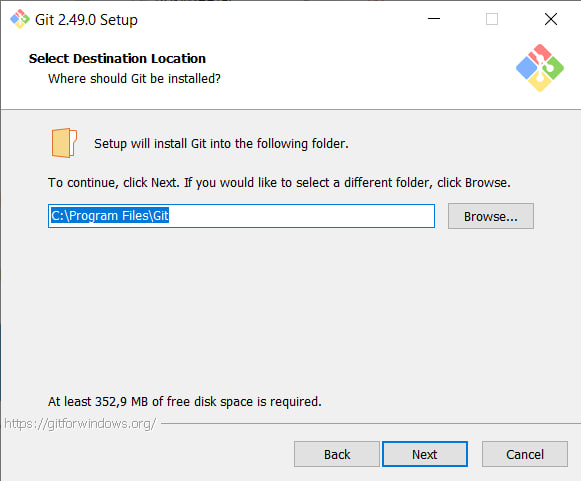 Git 2.49.0 Setup
Select Destination Location
Where should Git be installed?
Setup will install Git into the following folder.
To continue, click Next. If you would like to select a different folder, click Browse.
C:\Program Files\Git
Browse...
At least 352,9 MB of free disk space is required.
https://gitforwindows.org/
Back
Next
Cancel